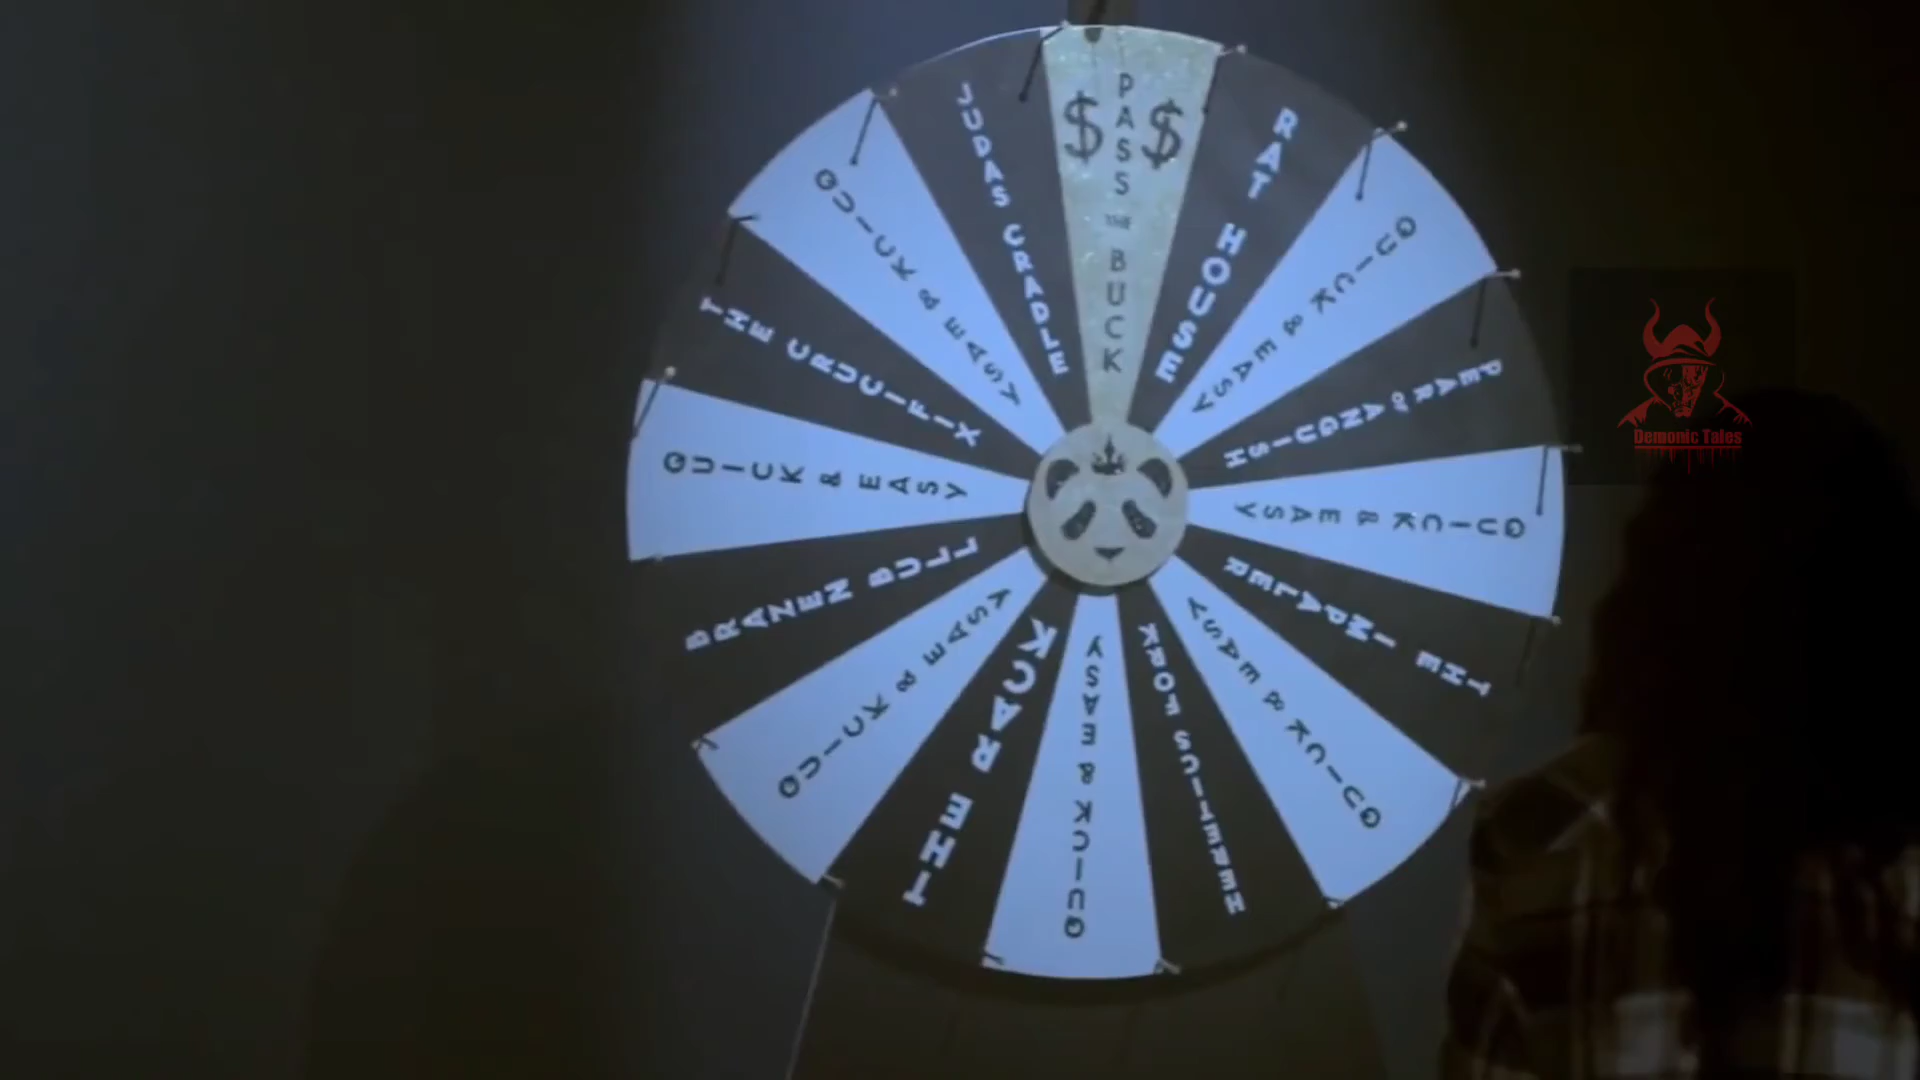 $ PASS THE BUCK $
RAT HOUSE
QUICK & EASY
PEAR OF ANGUISH
QUICK & EASY
THE IMPALER
QUICK & EASY
HERETICS FORK
QUICK & EASY
THE RACK
QUICK & EASY
BRAZEN BULL
QUICK & EASY
THE CRUCIFIX
QUICK & EASY
JUDAS CRADLE
Demonic Tales